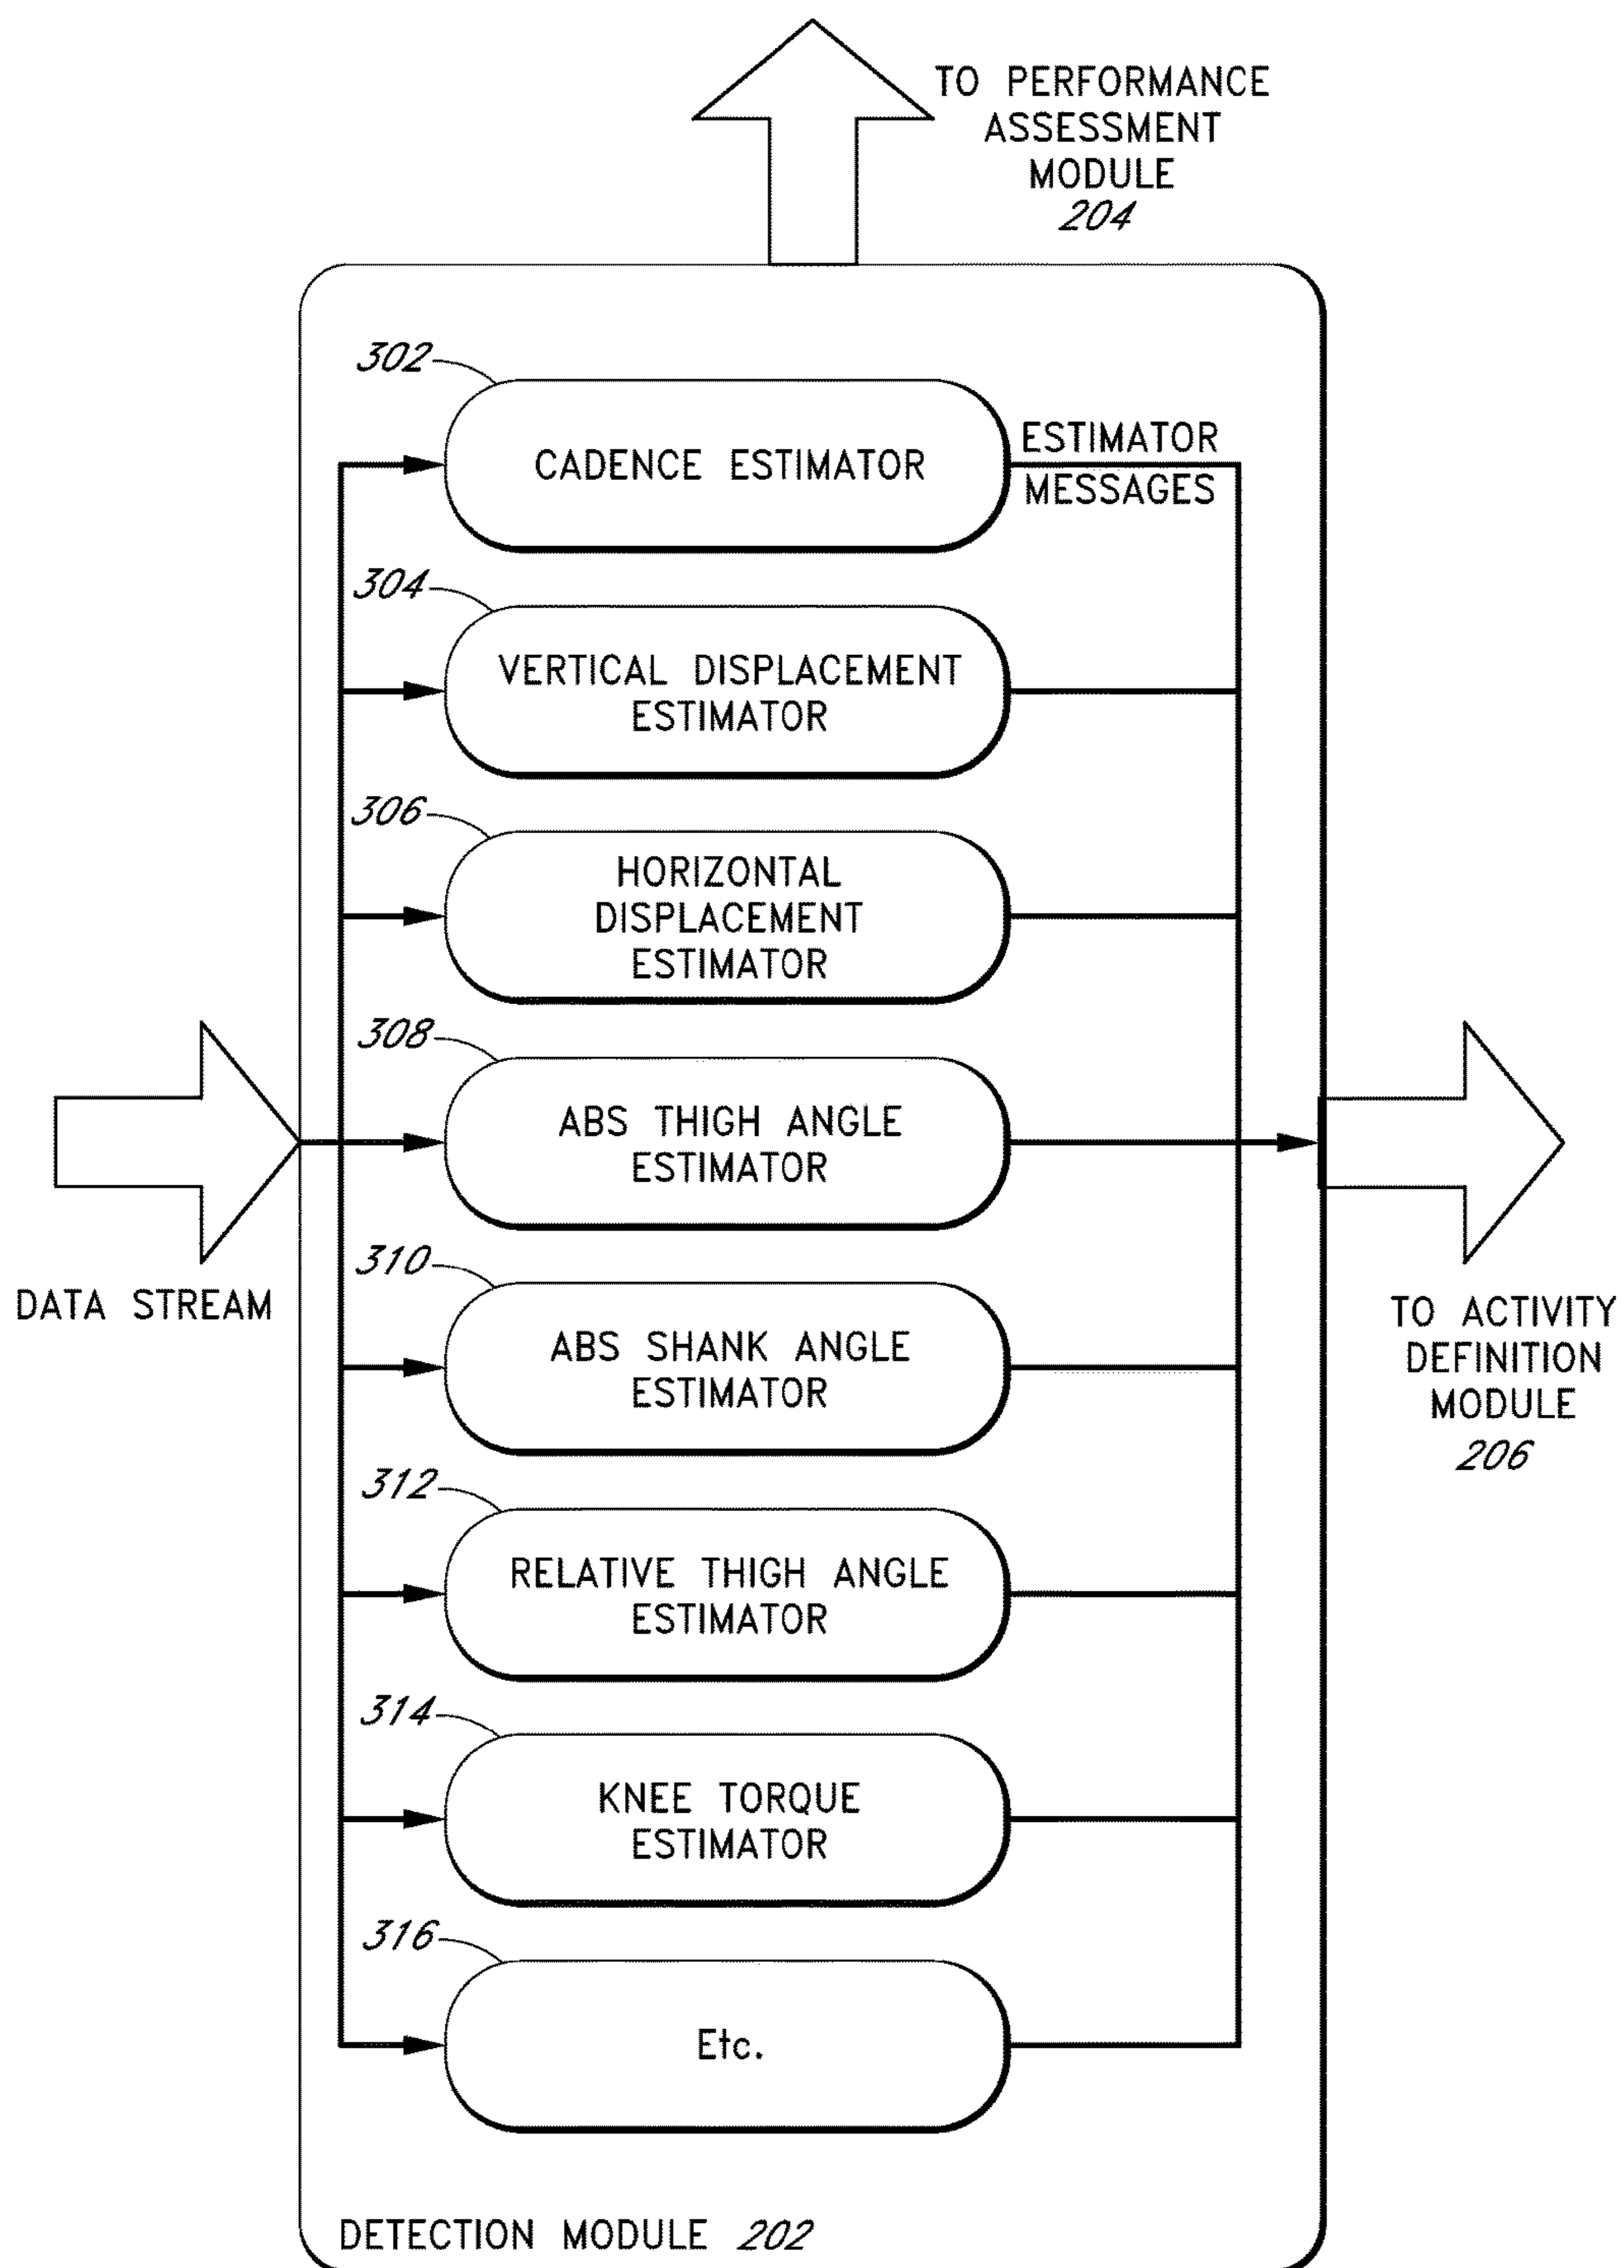 TO PERFORMANCE
ASSESSMENT
MODULE
204
302
CADENCE ESTIMATOR
ESTIMATOR
MESSAGES
304
VERTICAL DISPLACEMENT
ESTIMATOR
306
HORIZONTAL
DISPLACEMENT
ESTIMATOR
308
ABS THIGH ANGLE
ESTIMATOR
DATA STREAM
310
ABS SHANK ANGLE
ESTIMATOR
TO ACTIVITY
DEFINITION
MODULE
206
312
RELATIVE THIGH ANGLE
ESTIMATOR
314
KNEE TORQUE
ESTIMATOR
316
Etc.
DETECTION MODULE 202